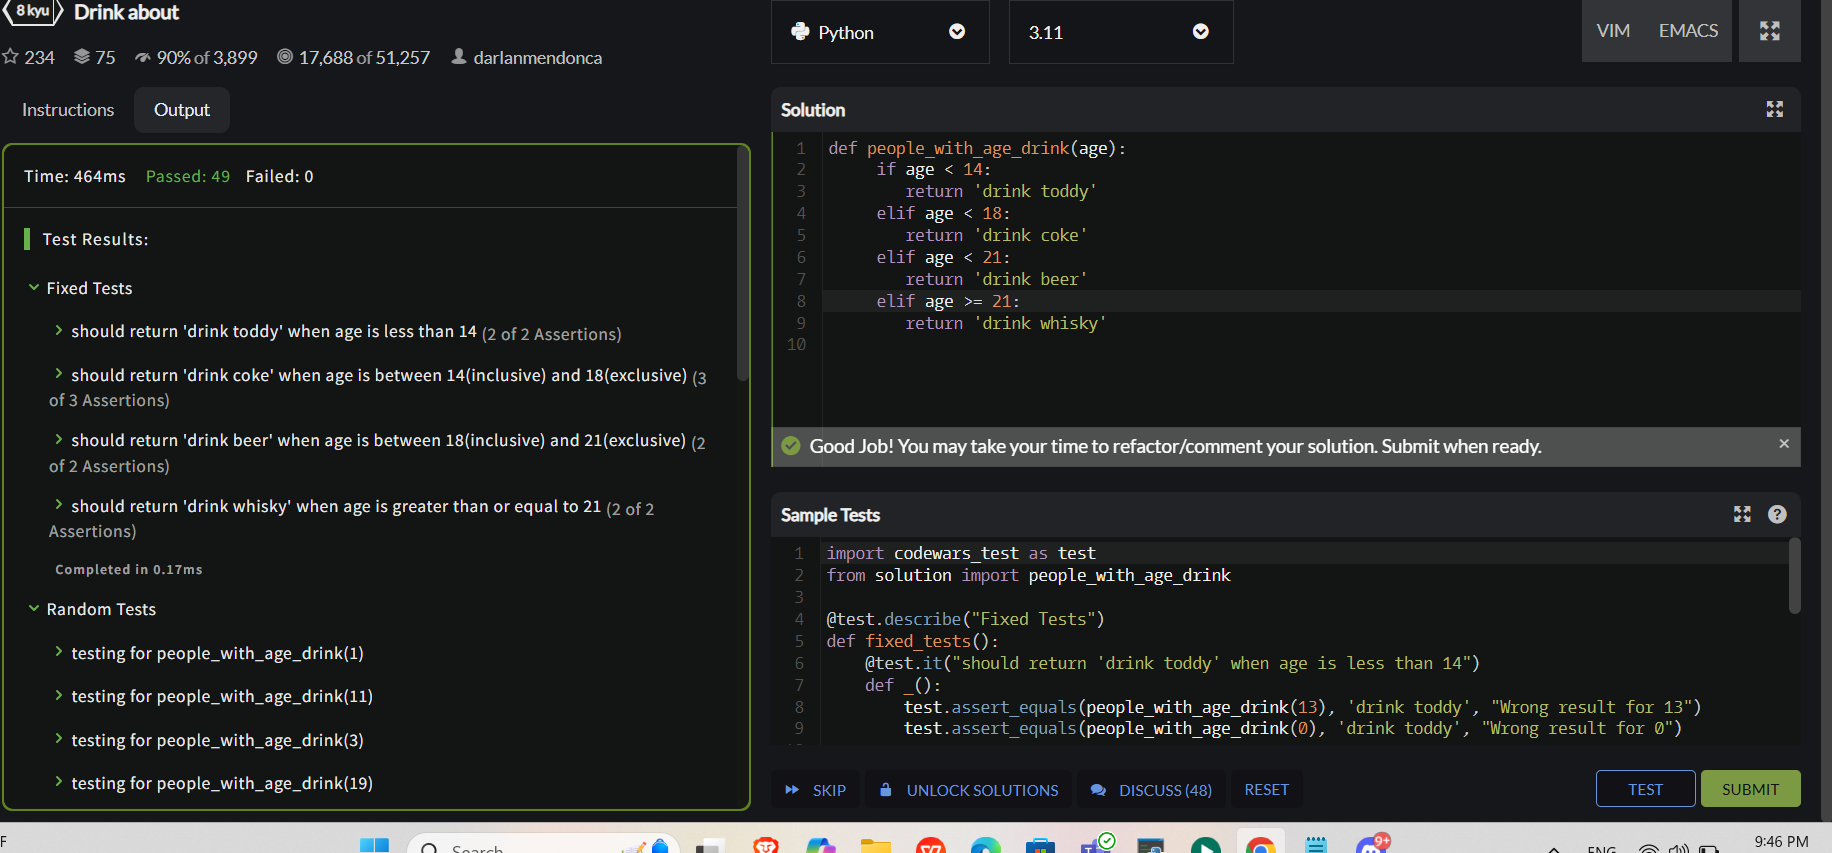 8 kyu Drink about
234 75 90% of 3,899 17,688 of 51,257 darlanmendonca
Instructions Output
Time: 464ms Passed: 49 Failed: 0
Test Results:
Fixed Tests
should return 'drink toddy' when age is less than 14 (2 of 2 Assertions)
should return 'drink coke' when age is between 14(inclusive) and 18(exclusive) (3
of 3 Assertions)
should return 'drink beer' when age is between 18(inclusive) and 21(exclusive) (2
of 2 Assertions)
should return 'drink whisky' when age is greater than or equal to 21 (2 of 2
Assertions)
Completed in 0.17ms
Random Tests
testing for people_with_age_drink(1)
testing for people_with_age_drink(11)
testing for people_with_age_drink(3)
testing for people_with_age_drink(19)
Python 3.11 VIM EMACS
Solution
1 def people_with_age_drink(age):
2 if age < 14:
3 return 'drink toddy'
4 elif age < 18:
5 return 'drink coke'
6 elif age < 21:
7 return 'drink beer'
8 elif age >= 21:
9 return 'drink whisky'
10
Good Job! You may take your time to refactor/comment your solution. Submit when ready.
Sample Tests
1 import codewars_test as test
2 from solution import people_with_age_drink
3
4 @test.describe("Fixed Tests")
5 def fixed_tests():
6 @test.it("should return 'drink toddy' when age is less than 14")
7 def _():
8 test.assert_equals(people_with_age_drink(13), 'drink toddy', "Wrong result for 13")
9 test.assert_equals(people_with_age_drink(0), 'drink toddy', "Wrong result for 0")
SKIP UNLOCK SOLUTIONS DISCUSS (48) RESET TEST SUBMIT
F Search 9+ ENG 9:46 PM